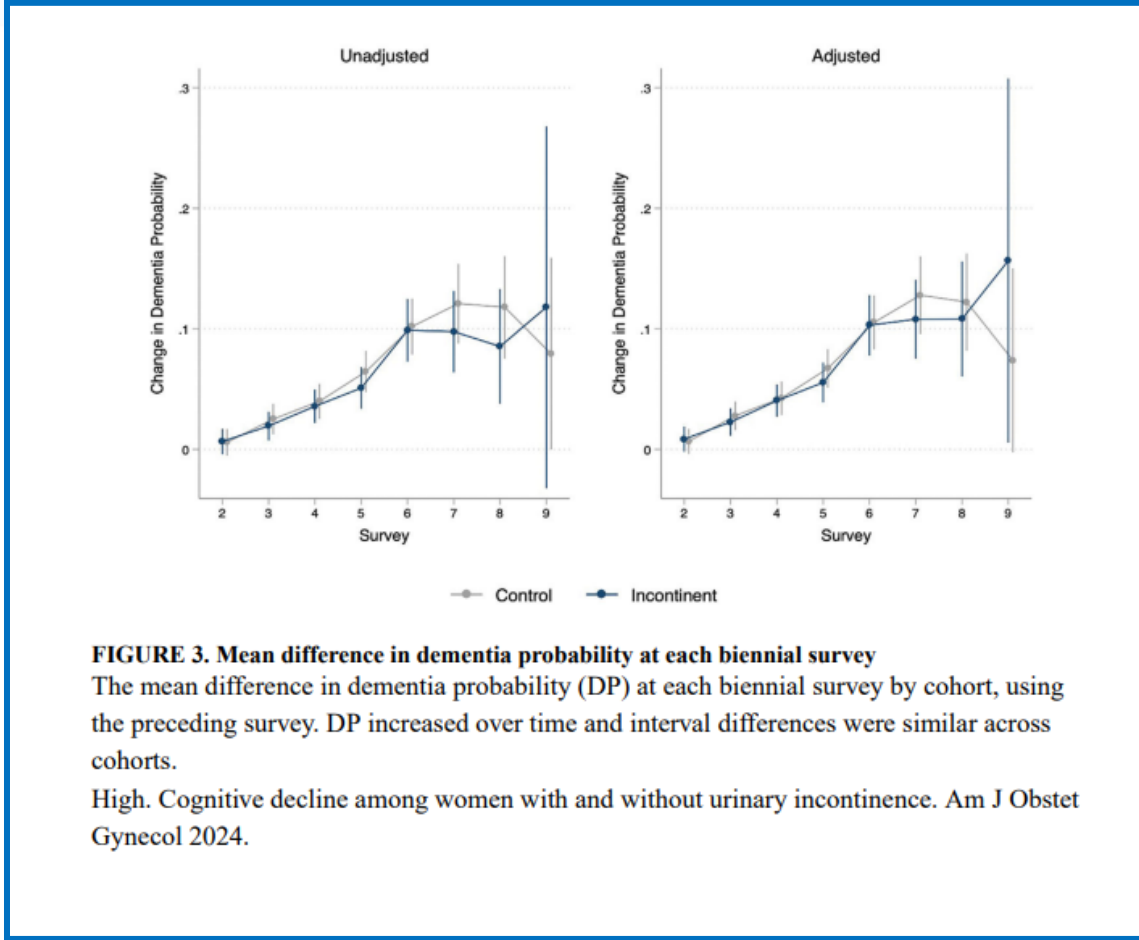 Unadjusted
Adjusted
.3
.2
.1
0
Change in Dementia Probability
2 3 4 5 6 7 8 9
Survey
.3
.2
.1
0
Change in Dementia Probability
2 3 4 5 6 7 8 9
Survey
Control Incontinent
FIGURE 3. Mean difference in dementia probability at each biennial survey
The mean difference in dementia probability (DP) at each biennial survey by cohort, using
the preceding survey. DP increased over time and interval differences were similar across
cohorts.
High. Cognitive decline among women with and without urinary incontinence. Am J Obstet
Gynecol 2024.